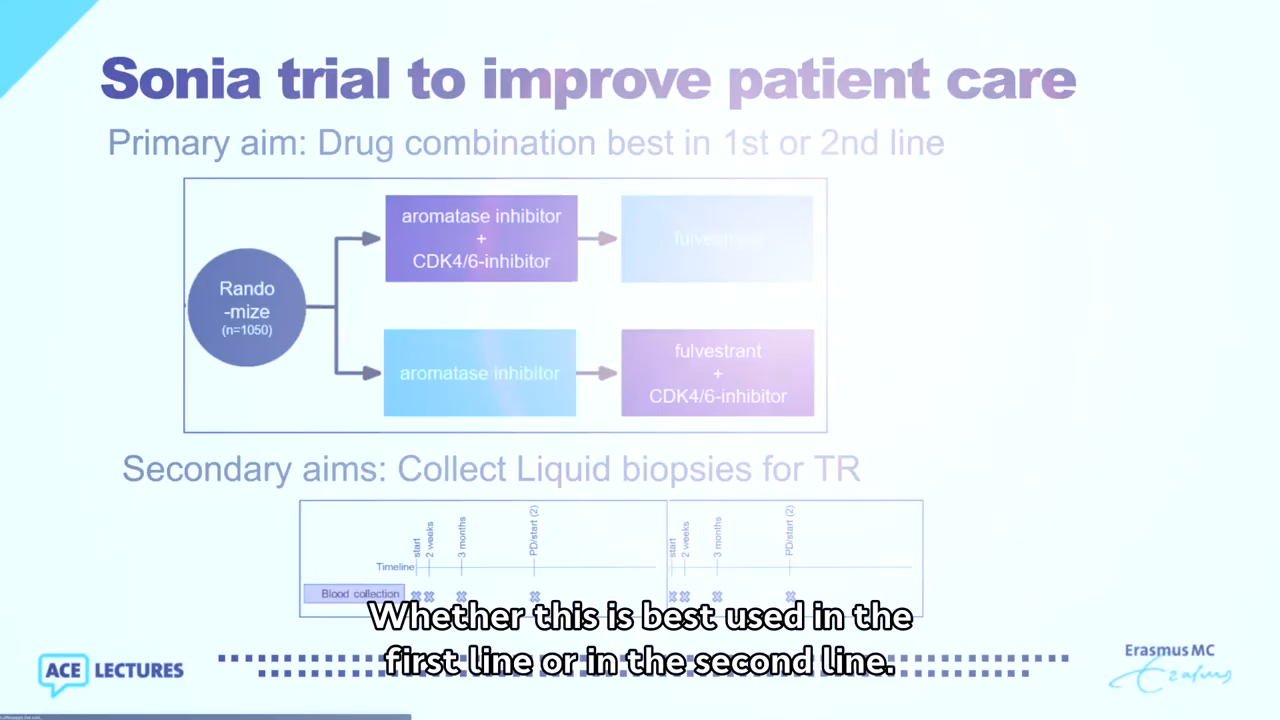 Sonia trial to improve patient care
Primary aim: Drug combination best in 1st or 2nd line
Rando
-mize
(n=1050)
aromatase inhibitor
+
CDK4/6-inhibitor
fulvestrant
aromatase inhibitor
fulvestrant
+
CDK4/6-inhibitor
Secondary aims: Collect Liquid biopsies for TR
start
2 weeks
3 months
PD/start (2)
start
2 weeks
3 months
PD/start (2)
Timeline
Blood collection
Whether this is best used in the
first line or in the second line.
ACE LECTURES
Erasmus MC
Erasmus